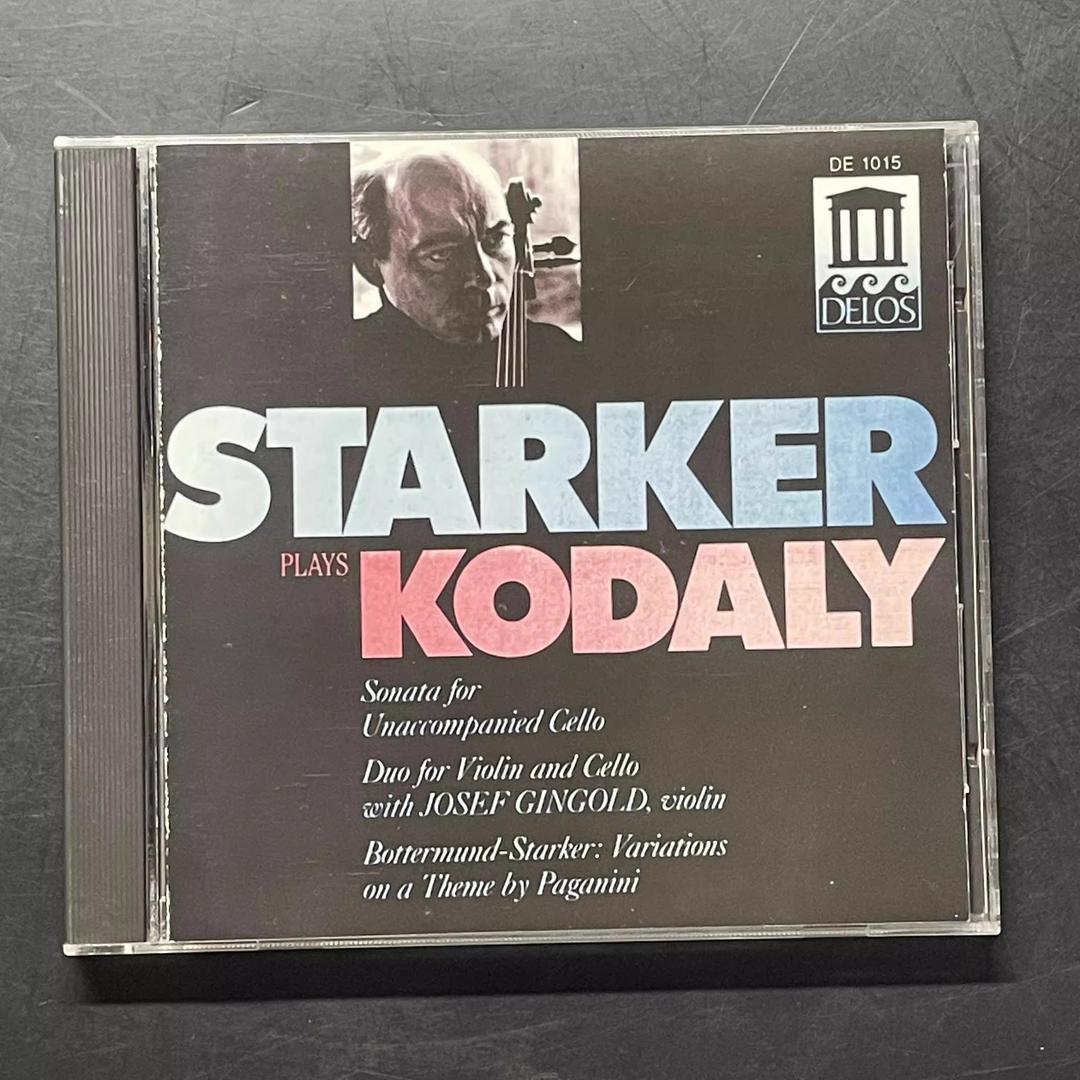 DE 1015
DELOS
STARKER
PLAYS KODALY
Sonata for
Unaccompanied Cello
Duo for Violin and Cello
with JOSEF GINGOLD, violin
Bottermund-Starker: Variations
on a Theme by Paganini